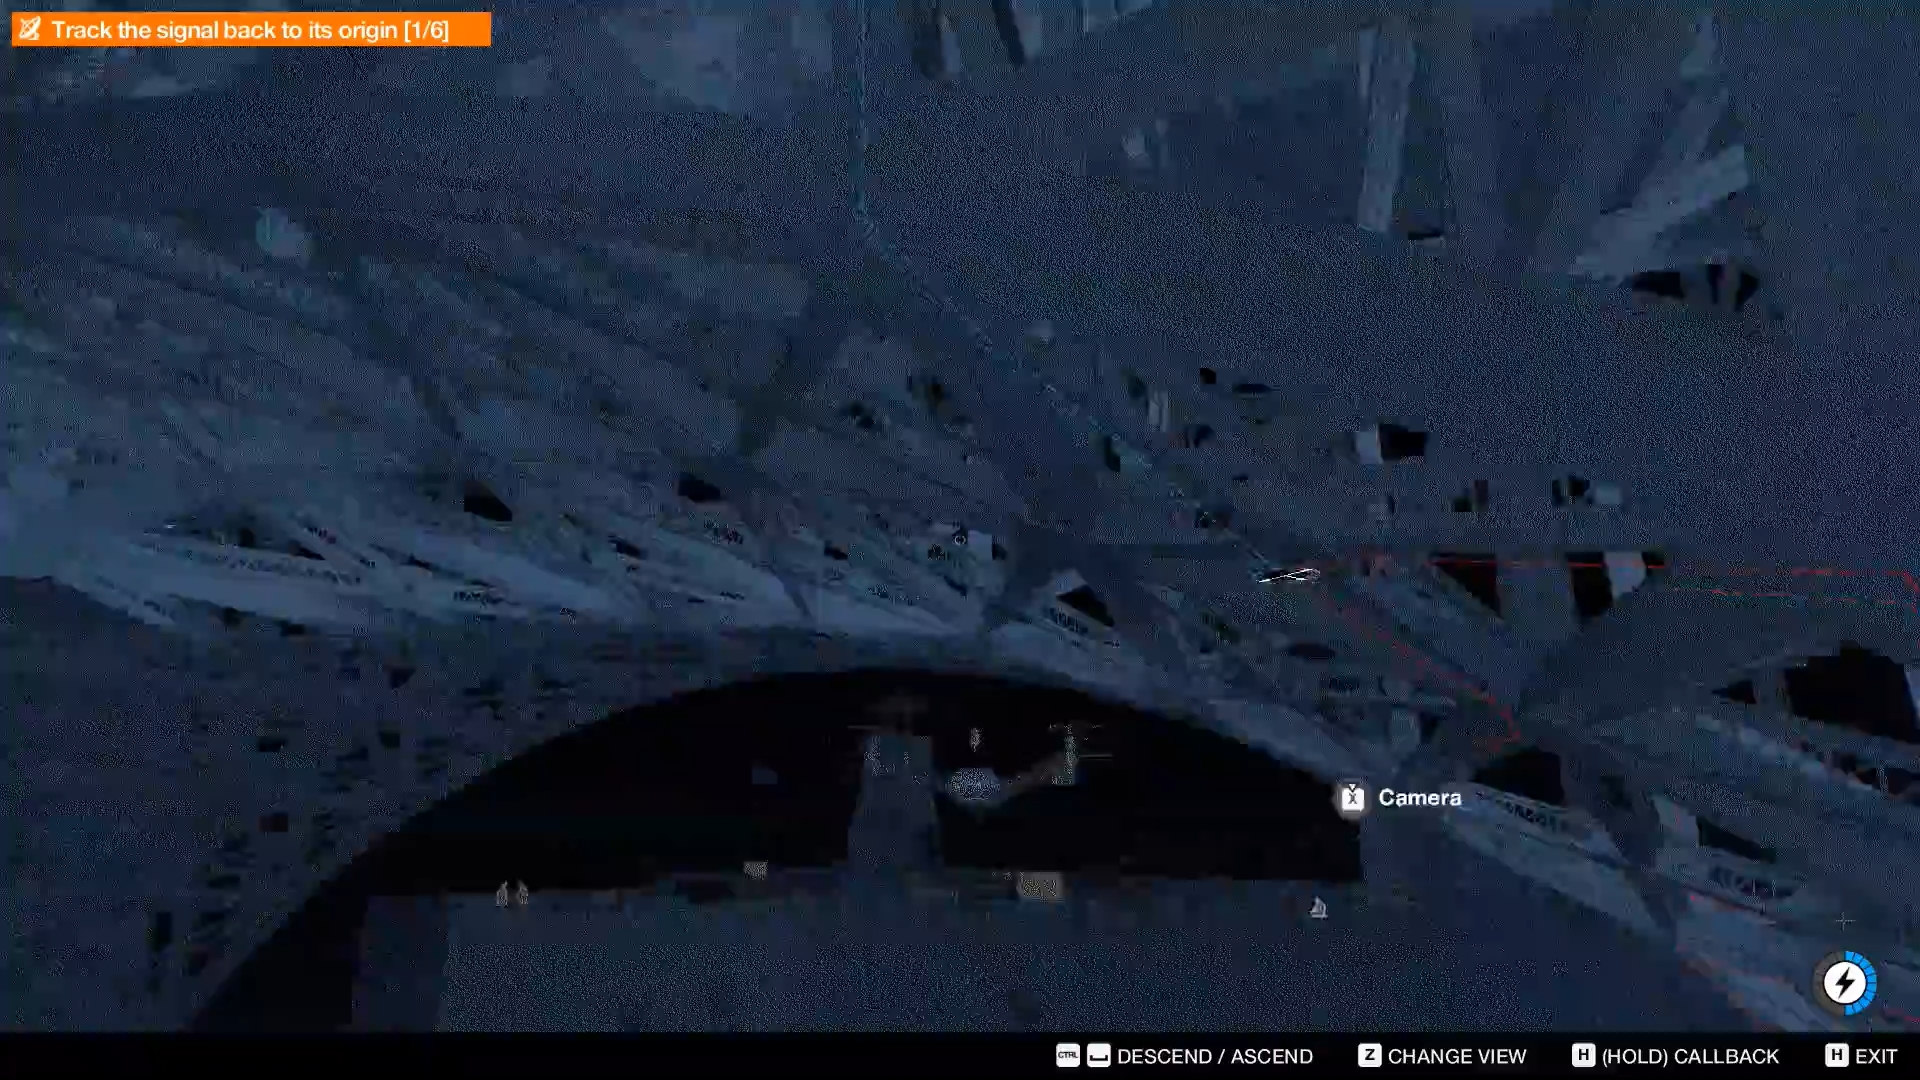 Track the signal back to its origin [1/6]
X Camera
CTRL DESCEND / ASCEND Z CHANGE VIEW H (HOLD) CALLBACK H EXIT